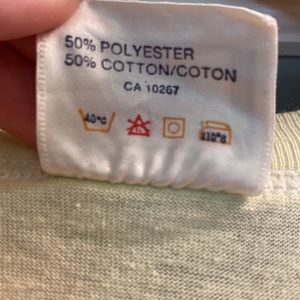 50% POLYESTER
50% COTTON/COTON
CA 10267
40°C 110°C